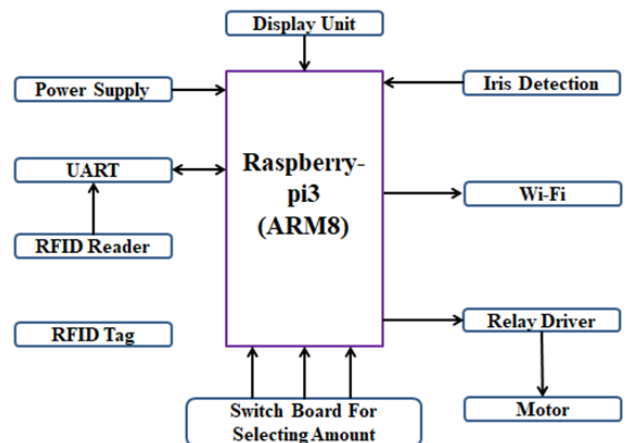 Display Unit
Power Supply
Iris Detection
UART
Raspberry-
pi3
(ARM8)
Wi-Fi
RFID Reader
RFID Tag
Relay Driver
Switch Board For
Selecting Amount
Motor